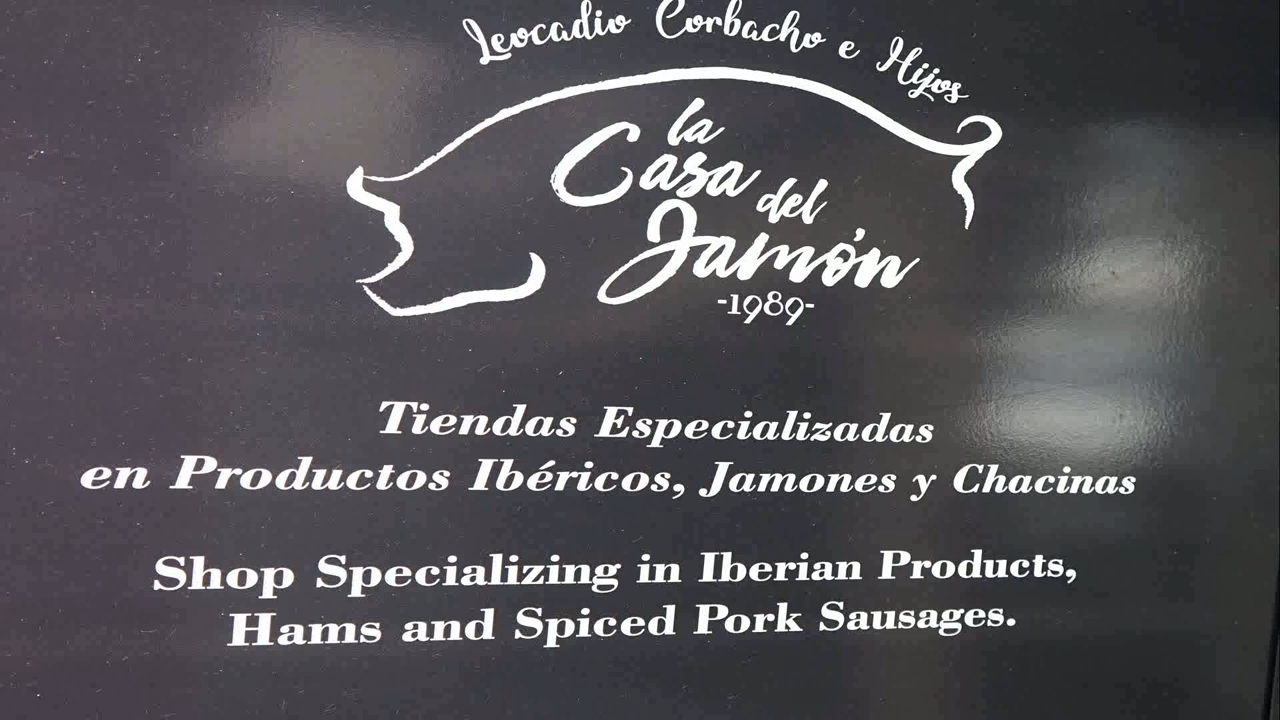 Leocadio Corbacho e Hijos
la
Casa del
Jamón
-1989-
Tiendas Especializadas
en Productos Ibéricos, Jamones y Chacinas
Shop Specializing in Iberian Products,
Hams and Spiced Pork Sausages.